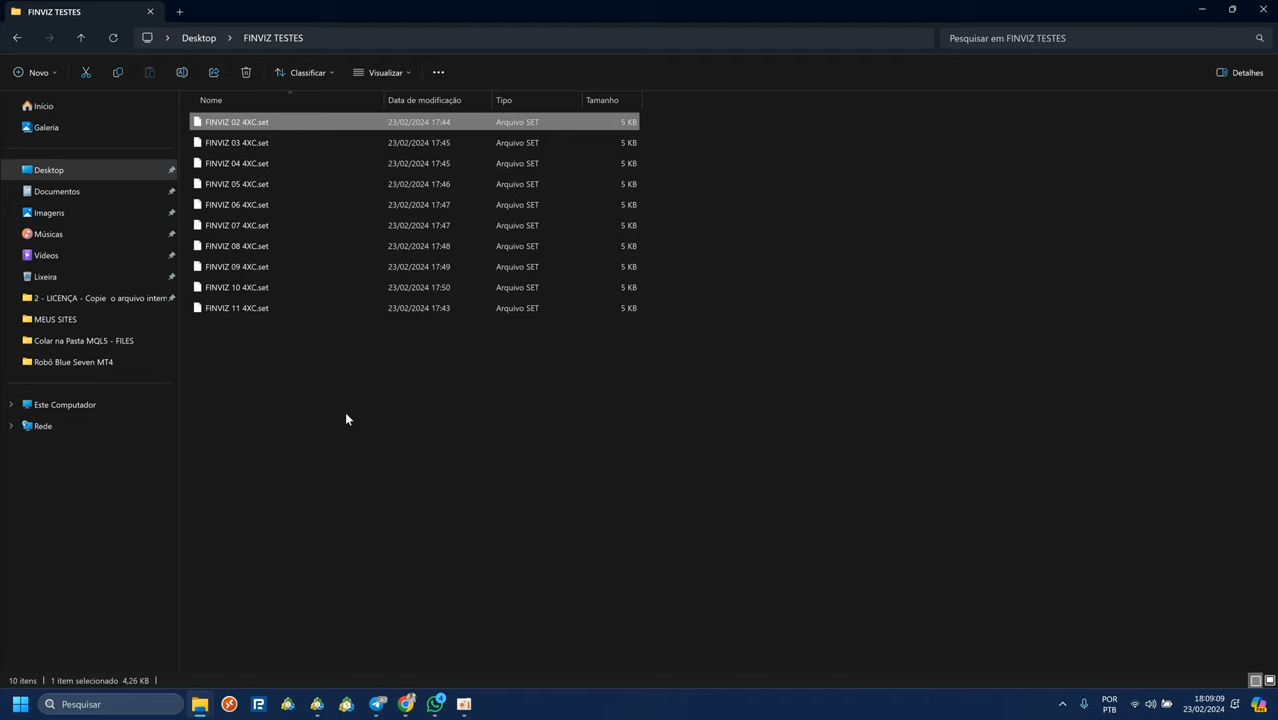 FINVIZ TESTES
Desktop
FINVIZ TESTES
Pesquisar em FINVIZ TESTES
Novo
Classificar
Visualizar
Detalhes
Início
Galeria
Desktop
Documentos
Imagens
Músicas
Vídeos
Lixeira
2 - LICENÇA - Copie o arquivo intern
MEUS SITES
Colar na Pasta MQL5 - FILES
Robô Blue Seven MT4
Este Computador
Rede
Nome Data de modificação Tipo Tamanho
FINVIZ 02 4XC.set 23/02/2024 17:44 Arquivo SET 5 KB
FINVIZ 03 4XC.set 23/02/2024 17:45 Arquivo SET 5 KB
FINVIZ 04 4XC.set 23/02/2024 17:45 Arquivo SET 5 KB
FINVIZ 05 4XC.set 23/02/2024 17:46 Arquivo SET 5 KB
FINVIZ 06 4XC.set 23/02/2024 17:47 Arquivo SET 5 KB
FINVIZ 07 4XC.set 23/02/2024 17:47 Arquivo SET 5 KB
FINVIZ 08 4XC.set 23/02/2024 17:48 Arquivo SET 5 KB
FINVIZ 09 4XC.set 23/02/2024 17:49 Arquivo SET 5 KB
FINVIZ 10 4XC.set 23/02/2024 17:50 Arquivo SET 5 KB
FINVIZ 11 4XC.set 23/02/2024 17:43 Arquivo SET 5 KB
10 itens 1 item selecionado 4,26 KB
Pesquisar
4
POR
PTB
18:09:09
23/02/2024